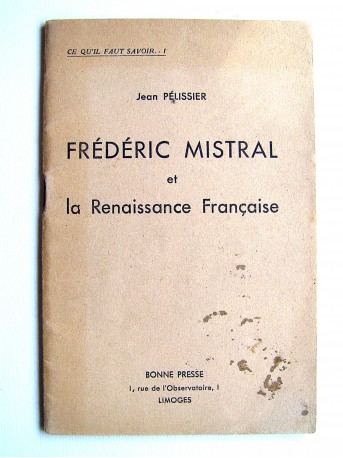 CE QU'IL FAUT SAVOIR.- I
Jean PÉLISSIER
FRÉDÉRIC MISTRAL
et
la Renaissance Française
BONNE PRESSE
1, rue de l'Observatoire, 1
LIMOGES